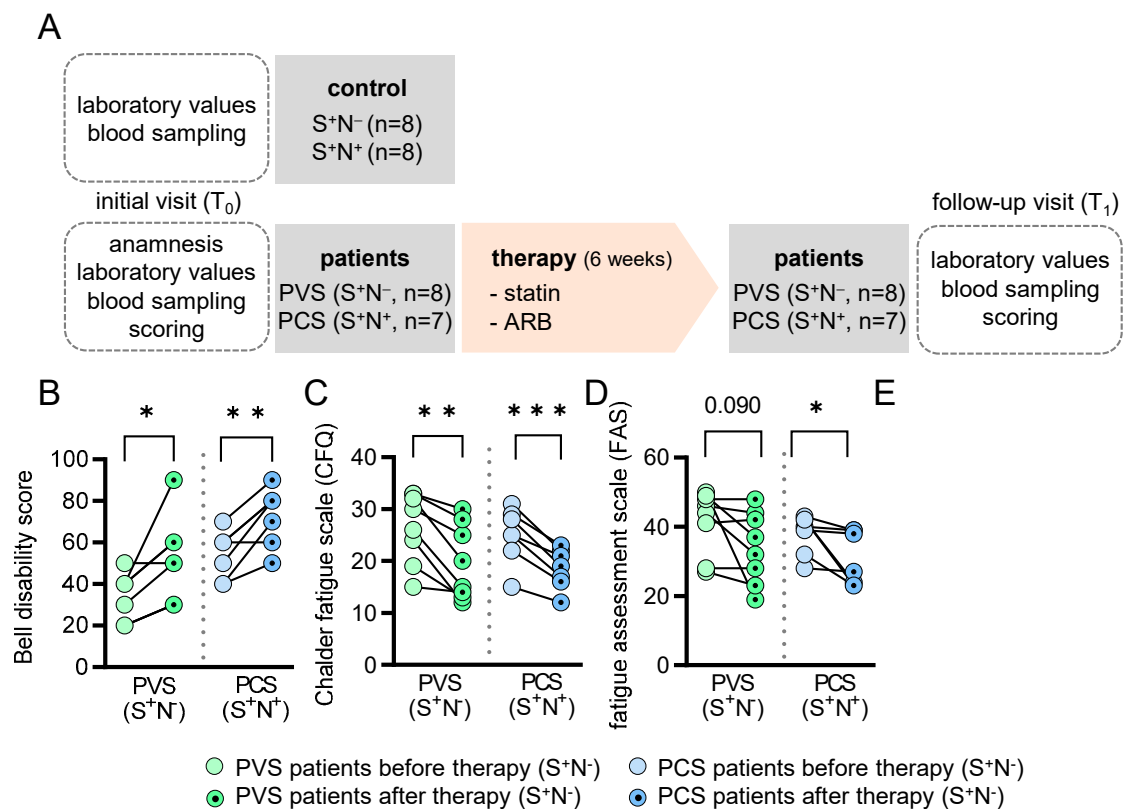 A
laboratory values
blood sampling
control
S⁺N⁻ (n=8)
S⁺N⁺ (n=8)
initial visit (T₀)
follow-up visit (T₁)
anamnesis
laboratory values
blood sampling
scoring
patients
PVS (S⁺N⁻, n=8)
PCS (S⁺N⁺, n=7)
therapy (6 weeks)
- statin
- ARB
patients
PVS (S⁺N⁻, n=8)
PCS (S⁺N⁺, n=7)
laboratory values
blood sampling
scoring
B
*
**
Bell disability score
100
80
60
40
20
0
PVS
(S⁺N⁻)
PCS
(S⁺N⁺)
C
**
***
Chalder fatigue scale (CFQ)
40
30
20
10
0
PVS
(S⁺N⁻)
PCS
(S⁺N⁺)
D
0.090
*
fatigue assessment scale (FAS)
60
40
20
0
PVS
(S⁺N⁻)
PCS
(S⁺N⁺)
E
PVS patients before therapy (S⁺N⁻)
PCS patients before therapy (S⁺N⁻)
PVS patients after therapy (S⁺N⁻)
PCS patients after therapy (S⁺N⁻)